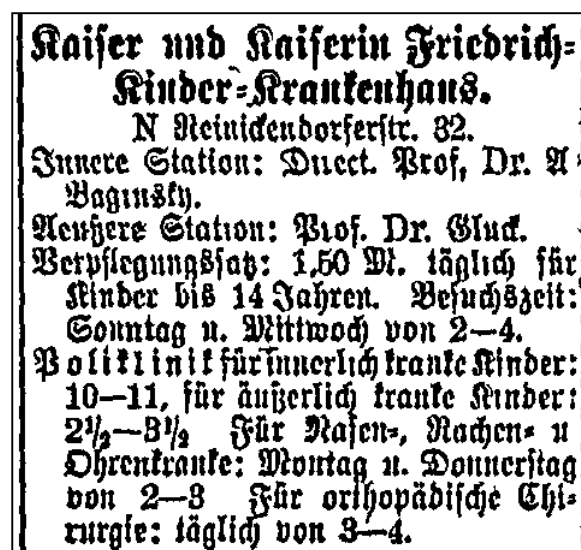 Kaiser und Kaiserin Friedrich-
Kinder-Krankenhaus.
N Reinickendorferstr. 32.
Innere Station: Direct. Prof, Dr. A
Baginsky.
Aeußere Station: Prof. Dr. Gluck.
Verpflegungssatz: 1,50 M. täglich für
Kinder bis 14 Jahren. Besuchszeit:
Sonntag u. Mittwoch von 2—4.
Poliklinik für innerlich kranke Kinder:
10—11, für äußerlich kranke Kinder:
2½—3½ Für Nasen-, Rachen- u
Ohrenkranke: Montag u. Donnerstag
von 2—3 Für orthopädische Chi-
rurgie: täglich von 3—4.